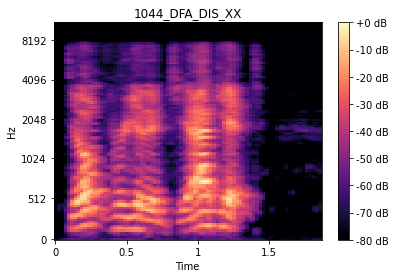 1044_DFA_DIS_XX
Hz
8192
4096
2048
1024
512
0
0
0.5
1
1.5
Time
+0 dB
-10 dB
-20 dB
-30 dB
-40 dB
-50 dB
-60 dB
-70 dB
-80 dB